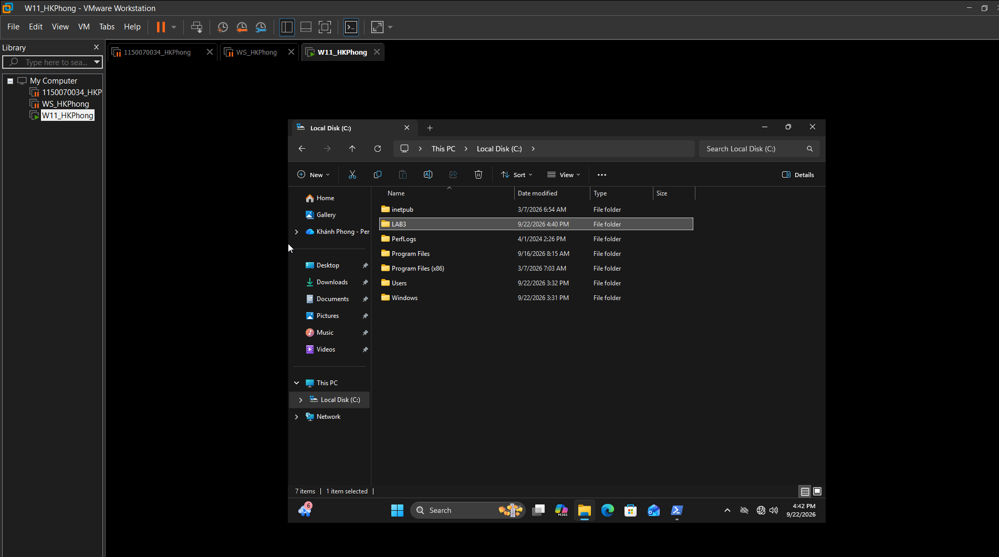 W11_HKPhong - VMware Workstation
File Edit View VM Tabs Help
Library
Type here to sea...
My Computer
1150070034_HKP
WS_HKPhong
W11_HKPhong
1150070034_HKPhong
WS_HKPhong
W11_HKPhong
Local Disk (C:)
This PC
Local Disk (C:)
Search Local Disk (C:)
New
Sort
View
Details
Home
Gallery
Khánh Phong - Per
Desktop
Downloads
Documents
Pictures
Music
Videos
This PC
Local Disk (C:)
Network
Name Date modified Type Size
inetpub 3/7/2026 6:54 AM File folder
LAB3 9/22/2026 4:40 PM File folder
PerfLogs 4/1/2024 2:26 PM File folder
Program Files 9/16/2026 8:15 AM File folder
Program Files (x86) 3/7/2026 7:03 AM File folder
Users 9/22/2026 3:32 PM File folder
Windows 9/22/2026 3:31 PM File folder
7 items 1 item selected
6
Search
M365
4:42 PM
9/22/2026